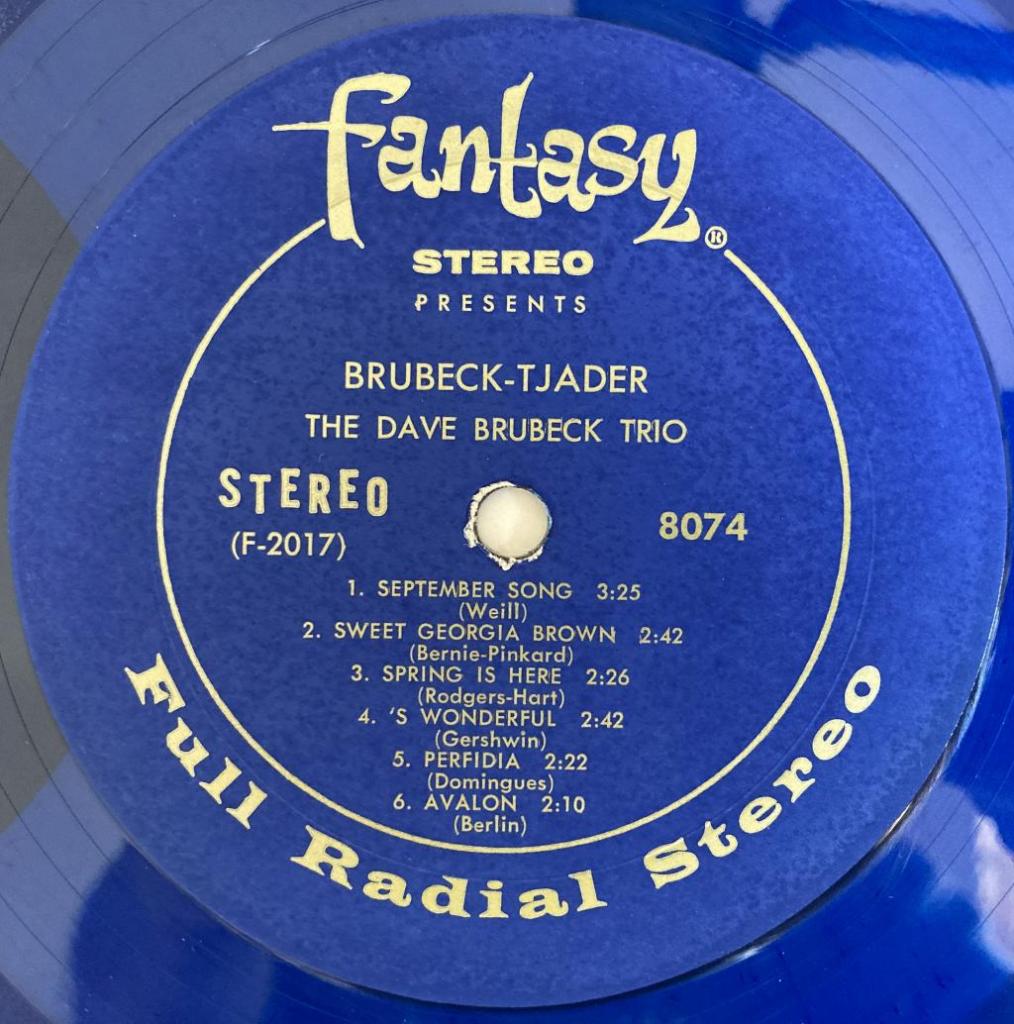 fantasy®
STEREO
PRESENTS
BRUBECK-TJADER
THE DAVE BRUBECK TRIO
STEREO
(F-2017)
8074
1. SEPTEMBER SONG 3:25
(Weill)
2. SWEET GEORGIA BROWN 2:42
(Bernie-Pinkard)
3. SPRING IS HERE 2:26
(Rodgers-Hart)
4. 'S WONDERFUL 2:42
(Gershwin)
5. PERFIDIA 2:22
(Domingues)
6. AVALON 2:10
(Berlin)
Full Radial Stereo